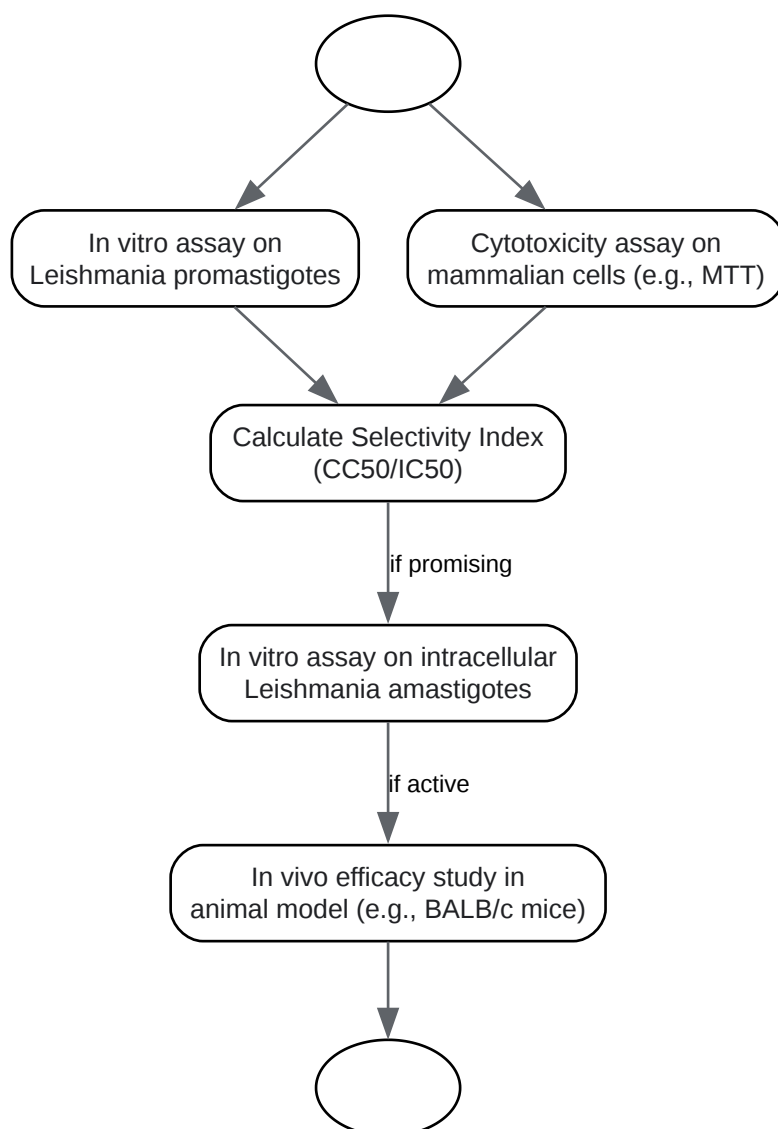 In vitro assay on
Leishmania promastigotes
Cytotoxicity assay on
mammalian cells (e.g., MTT)
Calculate Selectivity Index
(CC50/IC50)
if promising
In vitro assay on intracellular
Leishmania amastigotes
if active
In vivo efficacy study in
animal model (e.g., BALB/c mice)